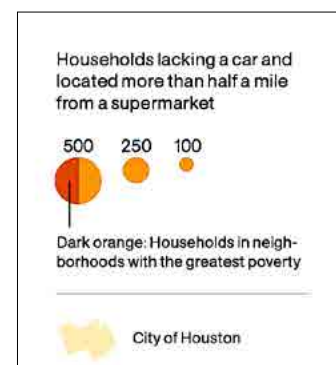 Households lacking a car and
located more than half a mile
from a supermarket
500 250 100
Dark orange: Households in neigh-
borhoods with the greatest poverty
City of Houston